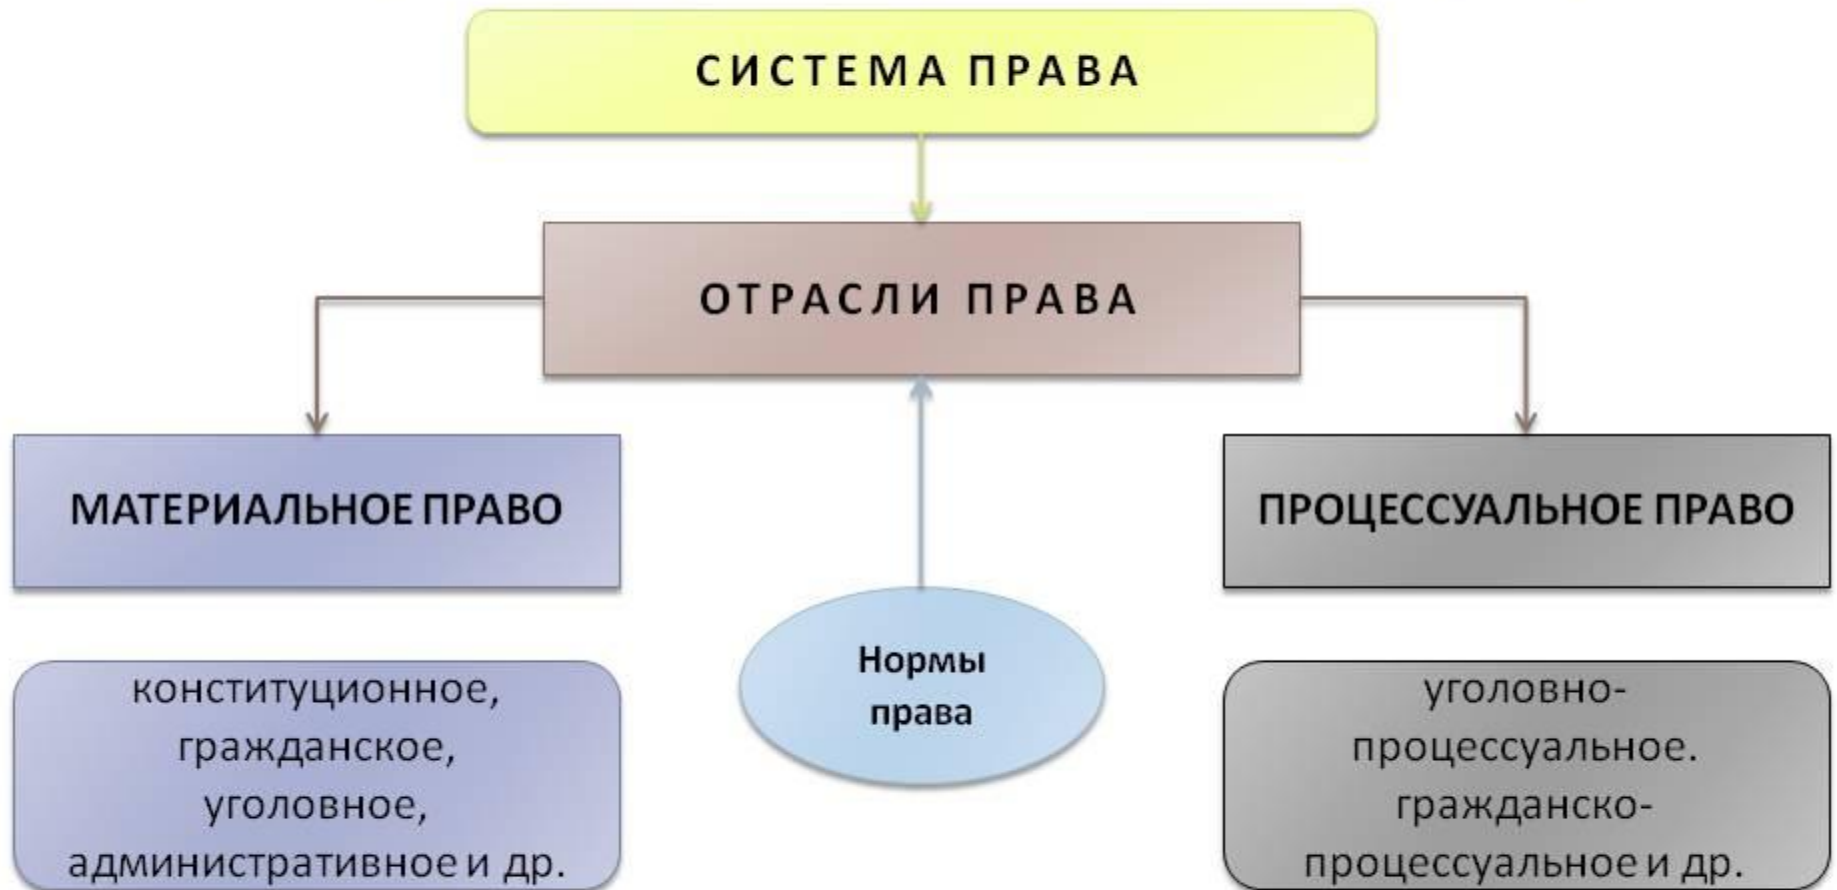 СИСТЕМА ПРАВА
ОТРАСЛИ ПРАВА
МАТЕРИАЛЬНОЕ ПРАВО
ПРОЦЕССУАЛЬНОЕ ПРАВО
Нормы
права
конституционное,
гражданское,
уголовное,
административное и др.
уголовно-
процессуальное.
гражданско-
процессуальное и др.